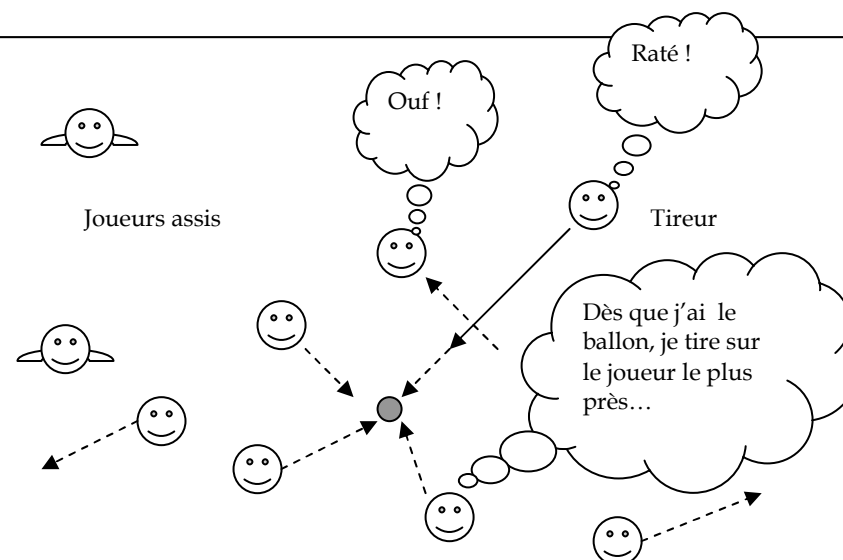 Raté !
Ouf !
Joueurs assis
Tireur
Dès que j’ai  le
ballon, je tire sur
le joueur le plus
près…